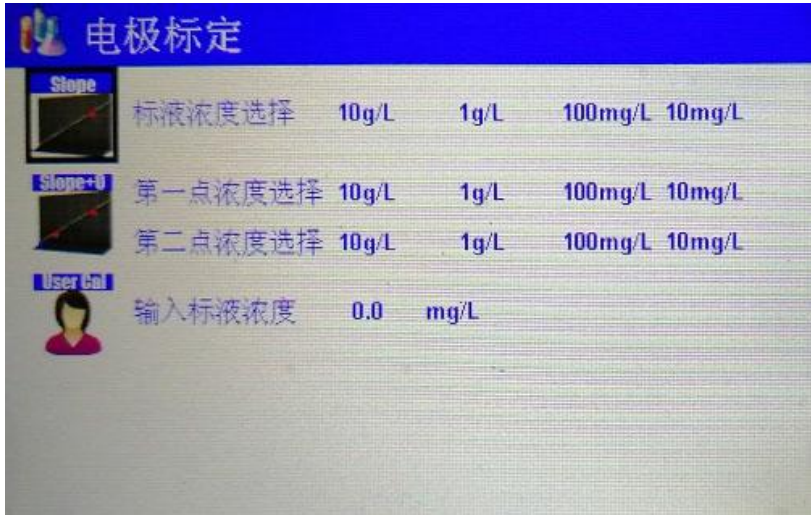 电极标定
Slope
标液浓度选择 10g/L 1g/L 100mg/L 10mg/L
Slope+0
第一点浓度选择 10g/L 1g/L 100mg/L 10mg/L
第二点浓度选择 10g/L 1g/L 100mg/L 10mg/L
User Cal
输入标液浓度 0.0 mg/L